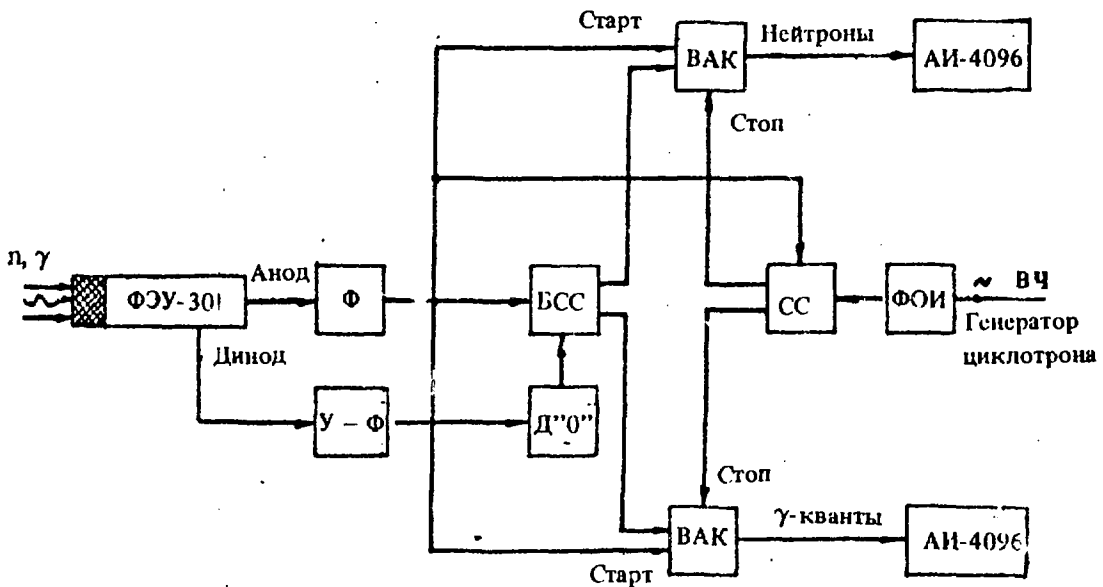 Старт
ВАК
Нейтроны
АИ-4096
Стоп
n, γ
ФЭУ-30
Анод
Ф
БСС
СС
ФОИ
~ ВЧ
Генератор
циклотрона
Динод
У – Ф
Д"0"
Стоп
ВАК
γ-кванты
АИ-4096
Старт